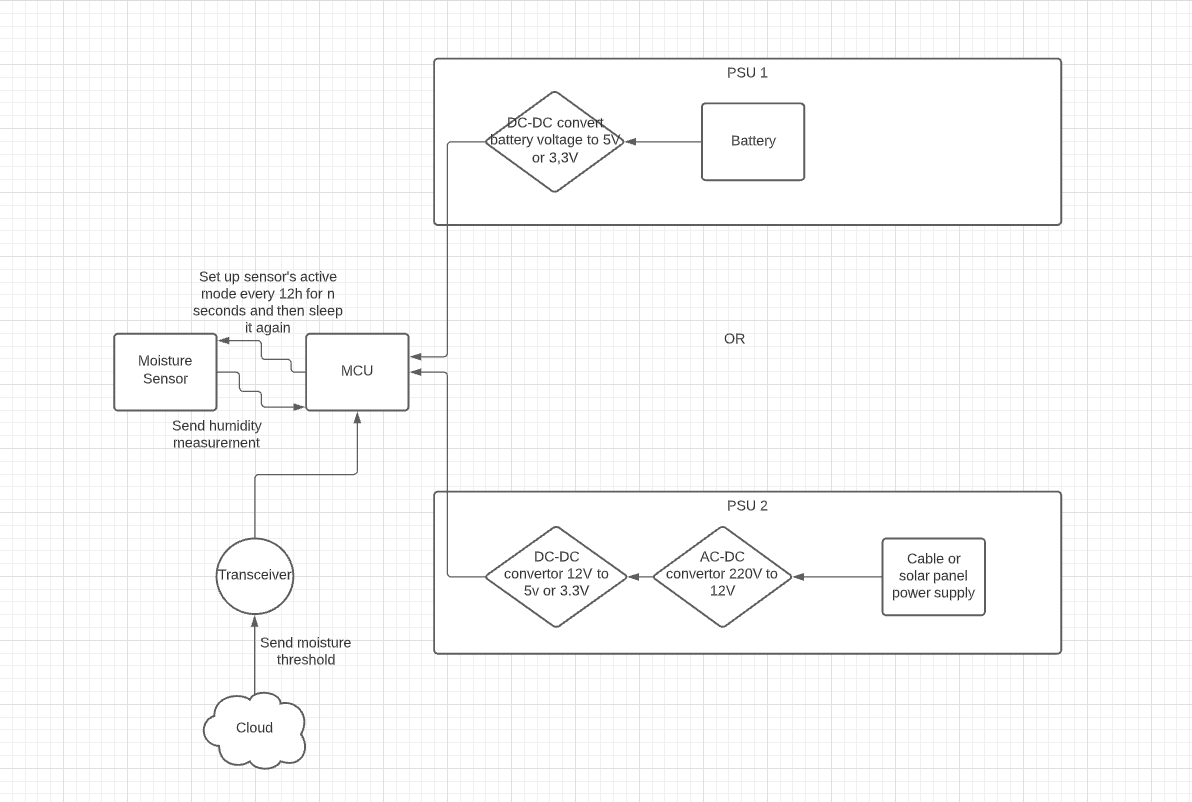 PSU 1
DC-DC convert
battery voltage to 5V
or 3,3V
Battery
Set up sensor's active
mode every 12h for n
seconds and then sleep
it again
OR
Moisture
Sensor
MCU
Send humidity
measurement
PSU 2
DC-DC
convertor 12V to
5v or 3.3V
AC-DC
convertor 220V to
12V
Cable or
solar panel
power supply
Transceiver
Send moisture
threshold
Cloud